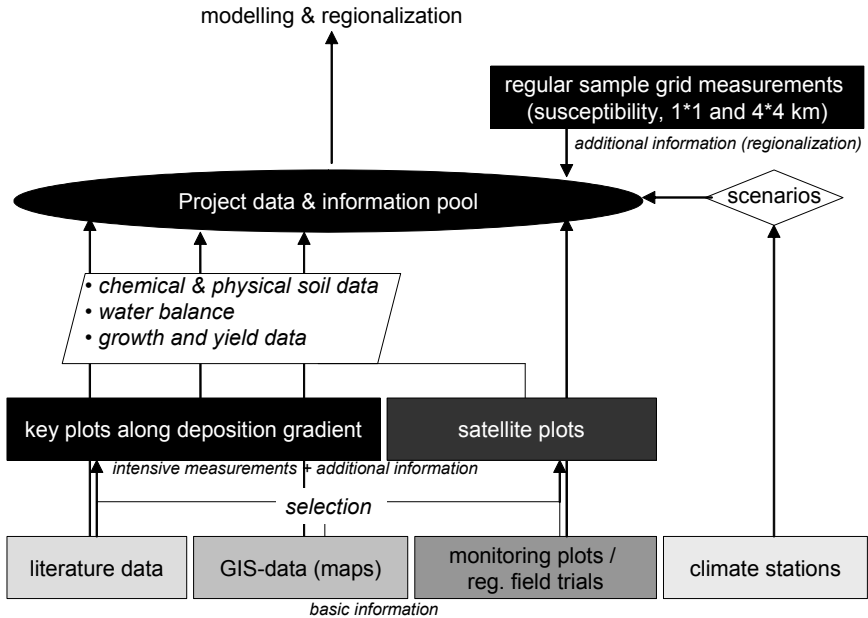 modelling & regionalization
regular sample grid measurements
(susceptibility, 1*1 and 4*4 km)
additional information (regionalization)
Project data & information pool
scenarios
• chemical & physical soil data
• water balance
• growth and yield data
key plots along deposition gradient
satellite plots
intensive measurements + additional information
selection
literature data
GIS-data (maps)
monitoring plots /
reg. field trials
climate stations
basic information